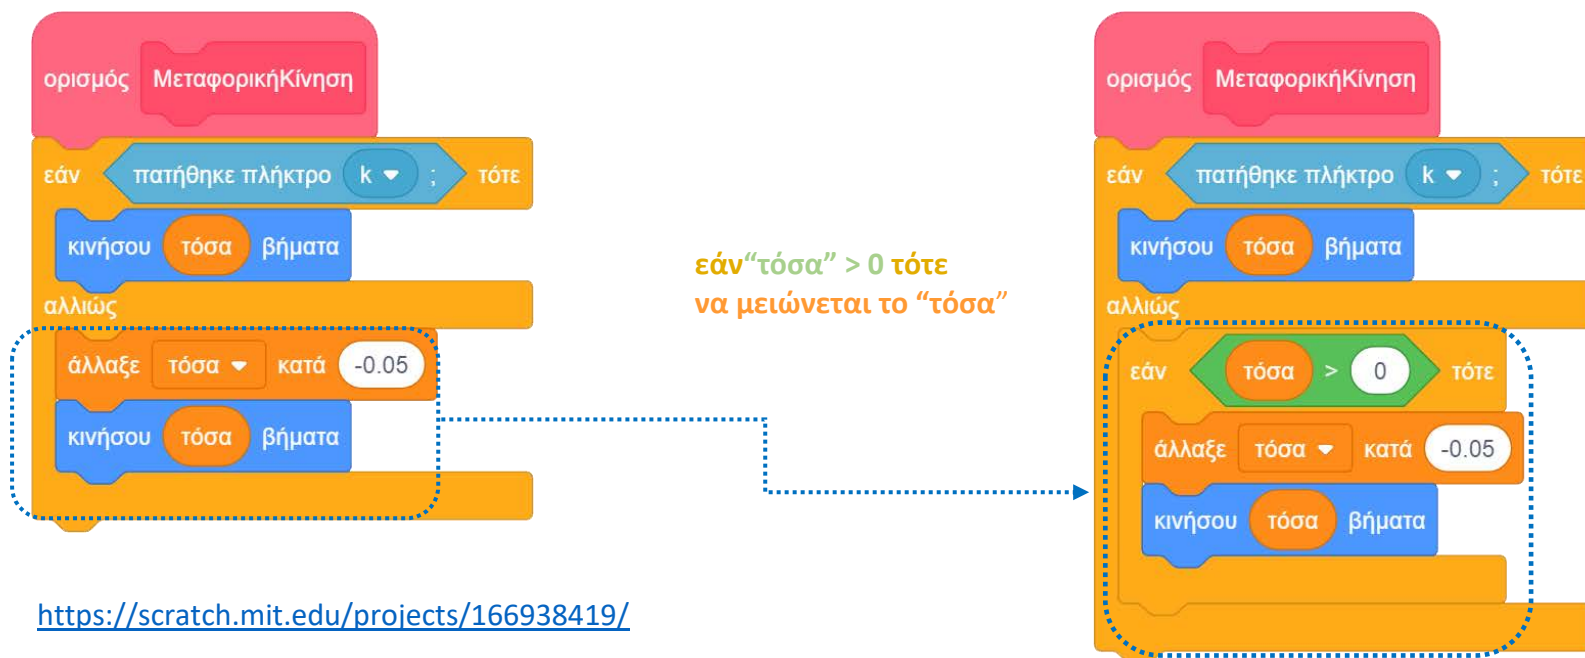 ορισμός ΜεταφορικήΚίνηση
εάν πατήθηκε πλήκτρο k ; τότε
κινήσου τόσα βήματα
αλλιώς
άλλαξε τόσα κατά -0.05
κινήσου τόσα βήματα
https://scratch.mit.edu/projects/166938419/
εάν“τόσα” > 0 τότε
να μειώνεται το “τόσα”
ορισμός ΜεταφορικήΚίνηση
εάν πατήθηκε πλήκτρο k ; τότε
κινήσου τόσα βήματα
αλλιώς
εάν τόσα > 0 τότε
άλλαξε τόσα κατά -0.05
κινήσου τόσα βήματα